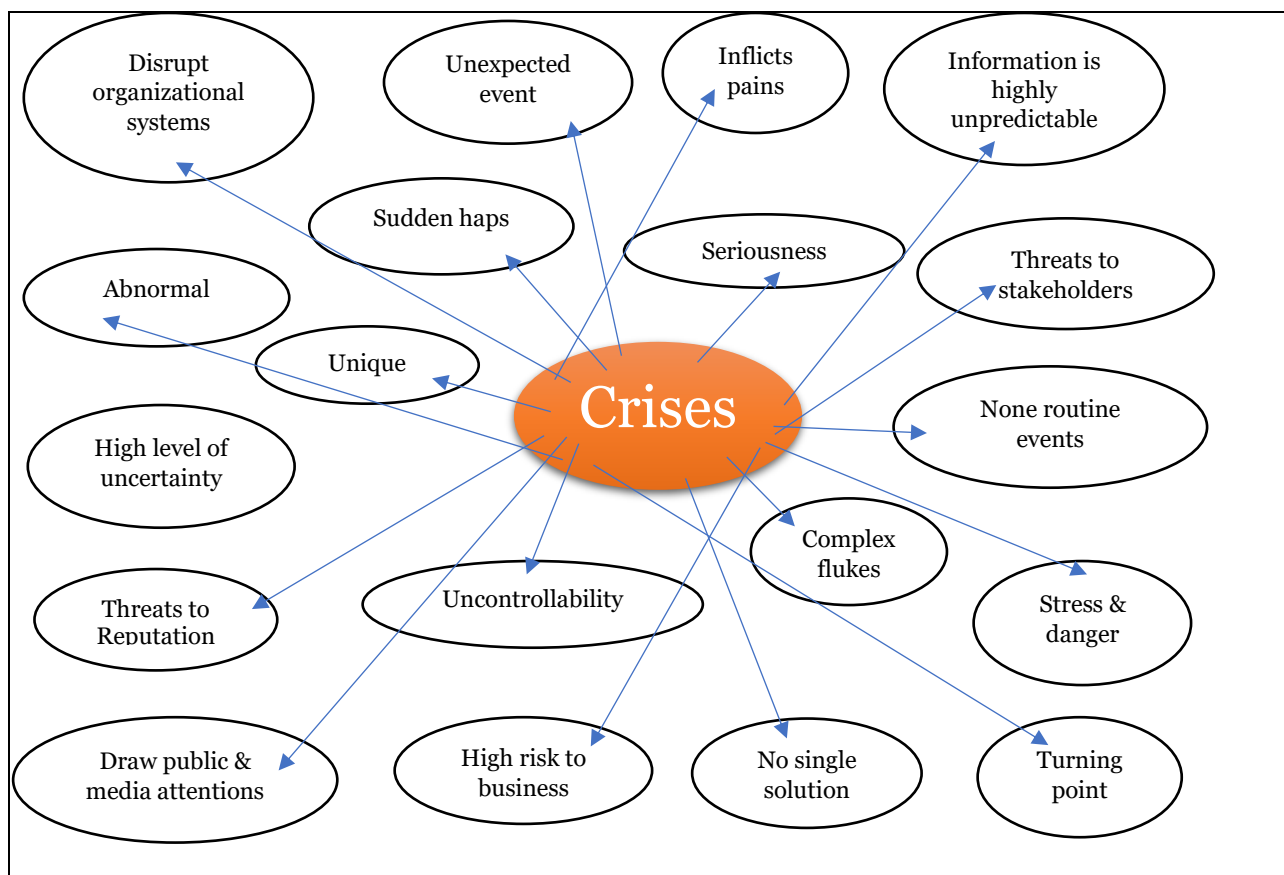 Disrupt
organizational
systems
Unexpected
event
Inflicts
pains
Information is
highly
unpredictable
Sudden haps
Seriousness
Threats to
stakeholders
Abnormal
Unique
Crises
None routine
events
High level of
uncertainty
Complex
flukes
Threats to
Reputation
Uncontrollability
Stress &
danger
Draw public &
media attentions
High risk to
business
No single
solution
Turning
point